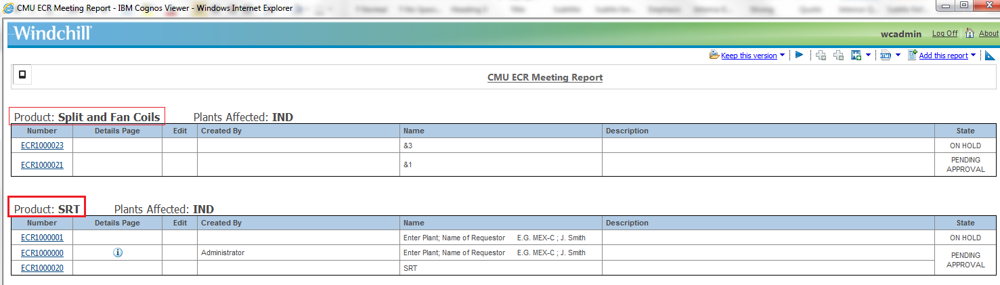 CMU ECR Meeting Report - IBM Cognos Viewer - Windows Internet Explorer
Windchill
wcadmin Log Off About
Keep this version Add this report
CMU ECR Meeting Report
Product: Split and Fan Coils Plants Affected: IND
Number Details Page Edit Created By Name Description State
ECR1000023 &3 ON HOLD
ECR1000021 &1 PENDING APPROVAL
Product: SRT Plants Affected: IND
Number Details Page Edit Created By Name Description State
ECR1000001 Enter Plant; Name of Requestor E.G. MEX-C ; J. Smith ON HOLD
ECR1000000 Administrator Enter Plant; Name of Requestor E.G. MEX-C ; J. Smith PENDING APPROVAL
ECR1000020 SRT